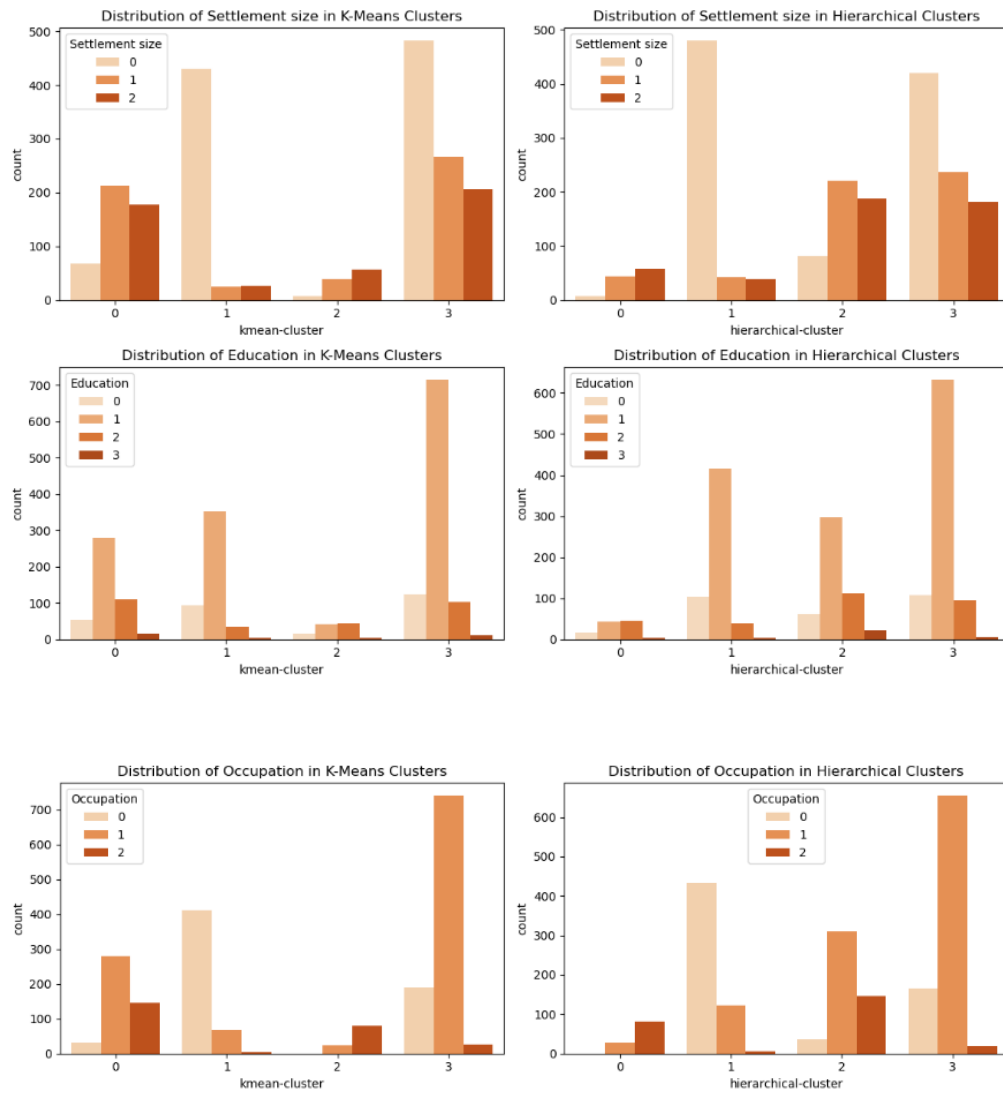 Distribution of Settlement size in K-Means Clusters
500
400
300
200
100
0
count
Settlement size
0
1
2
0 1 2 3
kmean-cluster
Distribution of Settlement size in Hierarchical Clusters
500
400
300
200
100
0
count
Settlement size
0
1
2
0 1 2 3
hierarchical-cluster
Distribution of Education in K-Means Clusters
700
600
500
400
300
200
100
0
count
Education
0
1
2
3
0 1 2 3
kmean-cluster
Distribution of Education in Hierarchical Clusters
600
500
400
300
200
100
0
count
Education
0
1
2
3
0 1 2 3
hierarchical-cluster
Distribution of Occupation in K-Means Clusters
700
600
500
400
300
200
100
0
count
Occupation
0
1
2
0 1 2 3
kmean-cluster
Distribution of Occupation in Hierarchical Clusters
600
500
400
300
200
100
0
count
Occupation
0
1
2
0 1 2 3
hierarchical-cluster